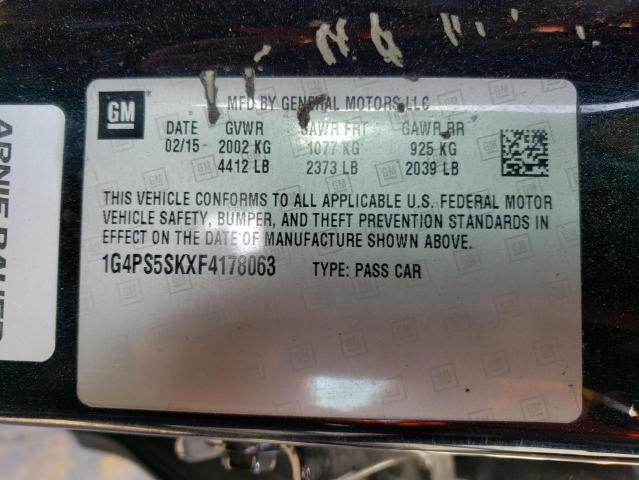 GM
MFD BY GENERAL MOTORS LLC
DATE GVWR GAWR FRT GAWR RR
02/15 2002 KG 1077 KG 925 KG
4412 LB 2373 LB 2039 LB
THIS VEHICLE CONFORMS TO ALL APPLICABLE U.S. FEDERAL MOTOR
VEHICLE SAFETY, BUMPER, AND THEFT PREVENTION STANDARDS IN
EFFECT ON THE DATE OF MANUFACTURE SHOWN ABOVE.
1G4PS5SKXF4178063 TYPE: PASS CAR
ARNIE BAUER